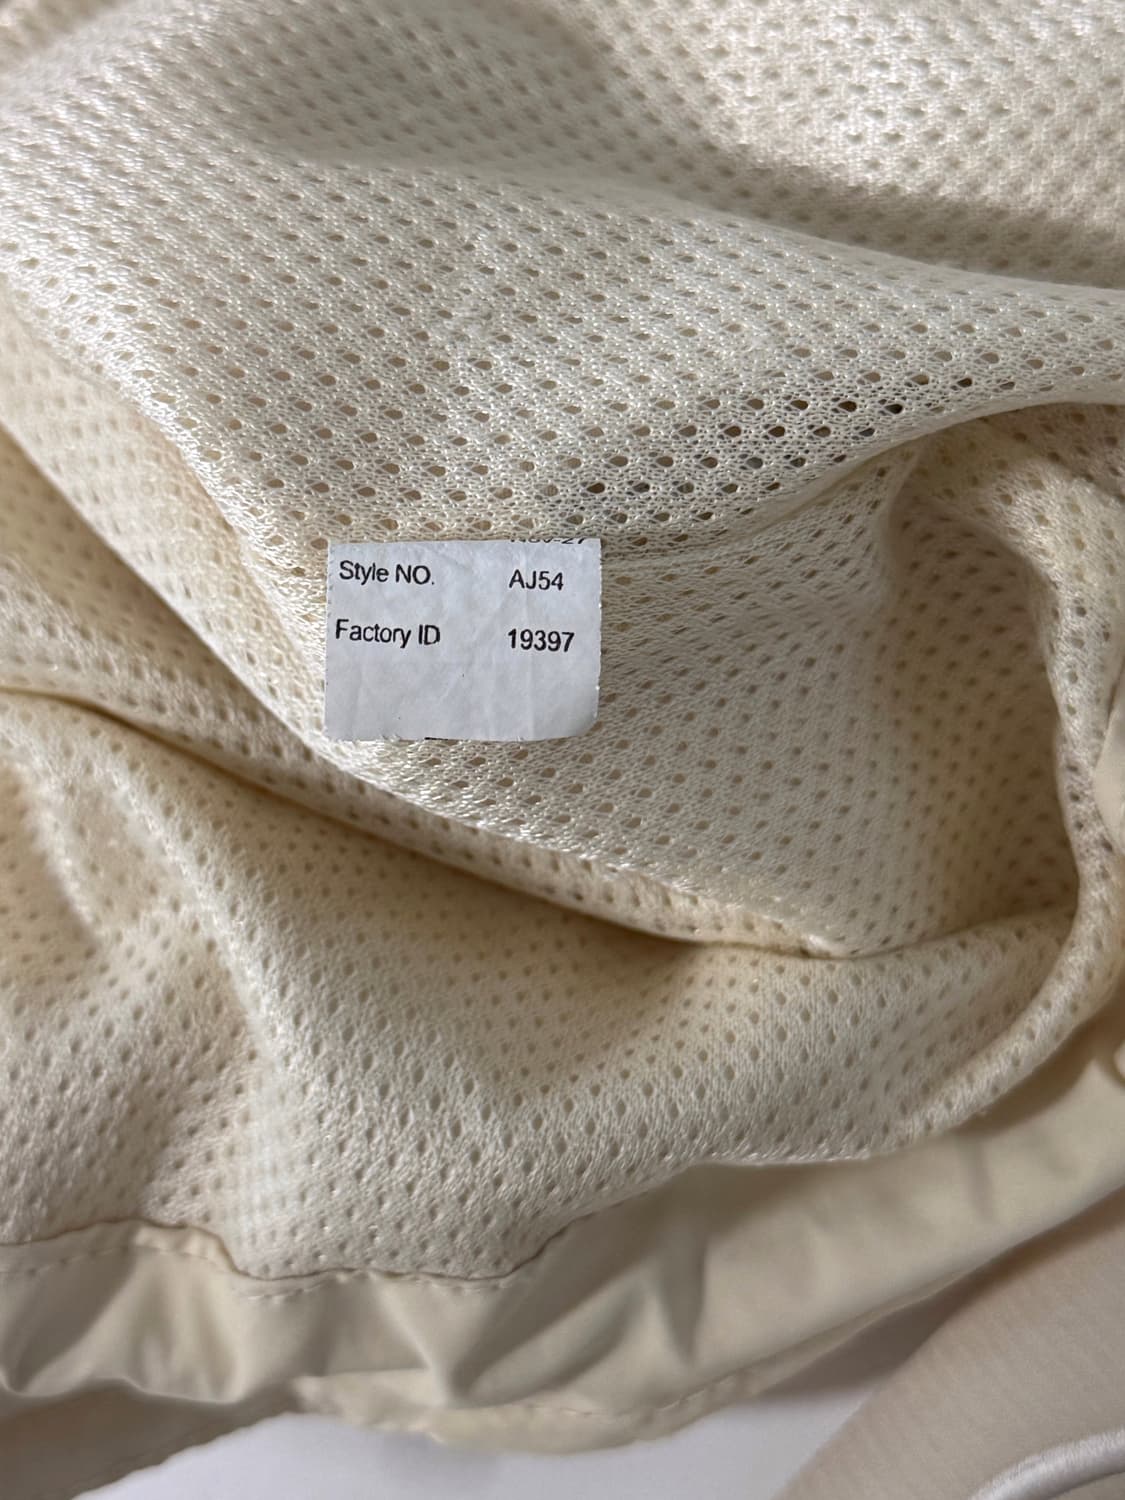 Style NO. AJ54
Factory ID 19397